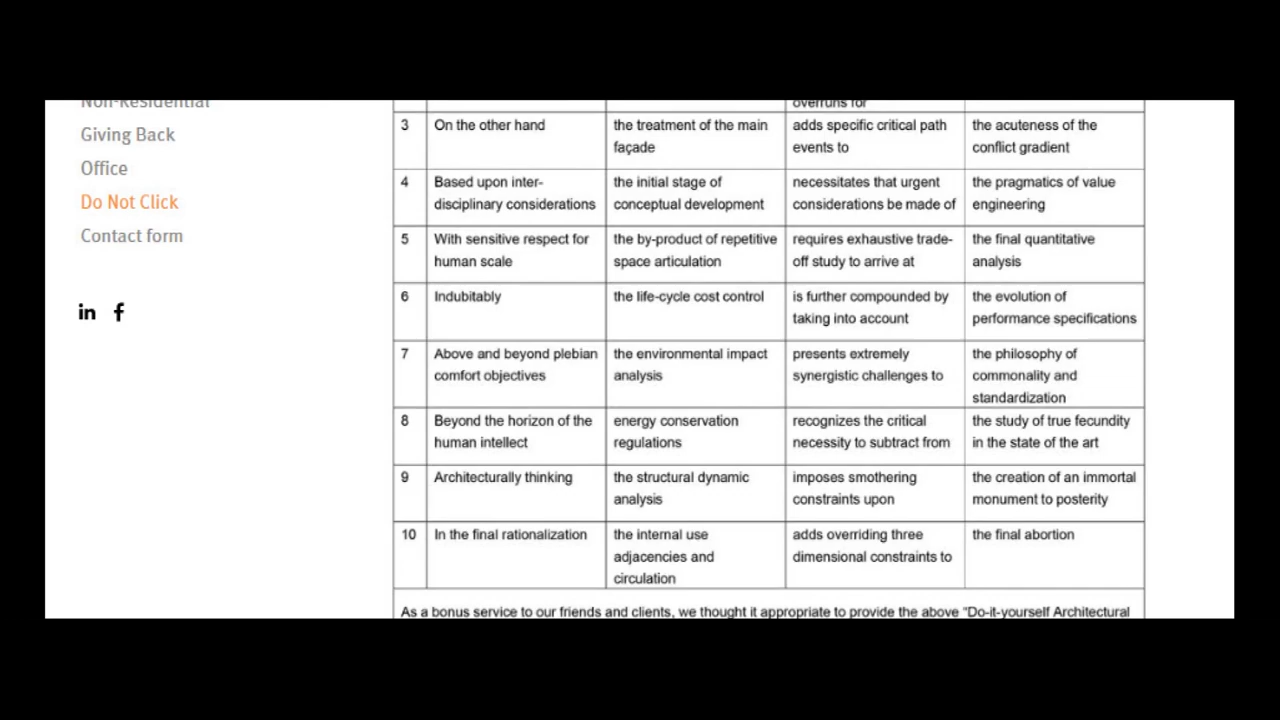 Non-Residential
Giving Back
Office
Do Not Click
Contact form
in f
overruns for
3 On the other hand the treatment of the main adds specific critical path the acuteness of the
façade events to conflict gradient
4 Based upon inter- the initial stage of necessitates that urgent the pragmatics of value
disciplinary considerations conceptual development considerations be made of engineering
5 With sensitive respect for the by-product of repetitive requires exhaustive trade- the final quantitative
human scale space articulation off study to arrive at analysis
6 Indubitably the life-cycle cost control is further compounded by the evolution of
taking into account performance specifications
7 Above and beyond plebian the environmental impact presents extremely the philosophy of
comfort objectives analysis synergistic challenges to commonality and
standardization
8 Beyond the horizon of the energy conservation recognizes the critical the study of true fecundity
human intellect regulations necessity to subtract from in the state of the art
9 Architecturally thinking the structural dynamic imposes smothering the creation of an immortal
analysis constraints upon monument to posterity
10 In the final rationalization the internal use adds overriding three the final abortion
adjacencies and dimensional constraints to
circulation
As a bonus service to our friends and clients, we thought it appropriate to provide the above "Do-it-yourself Architectural